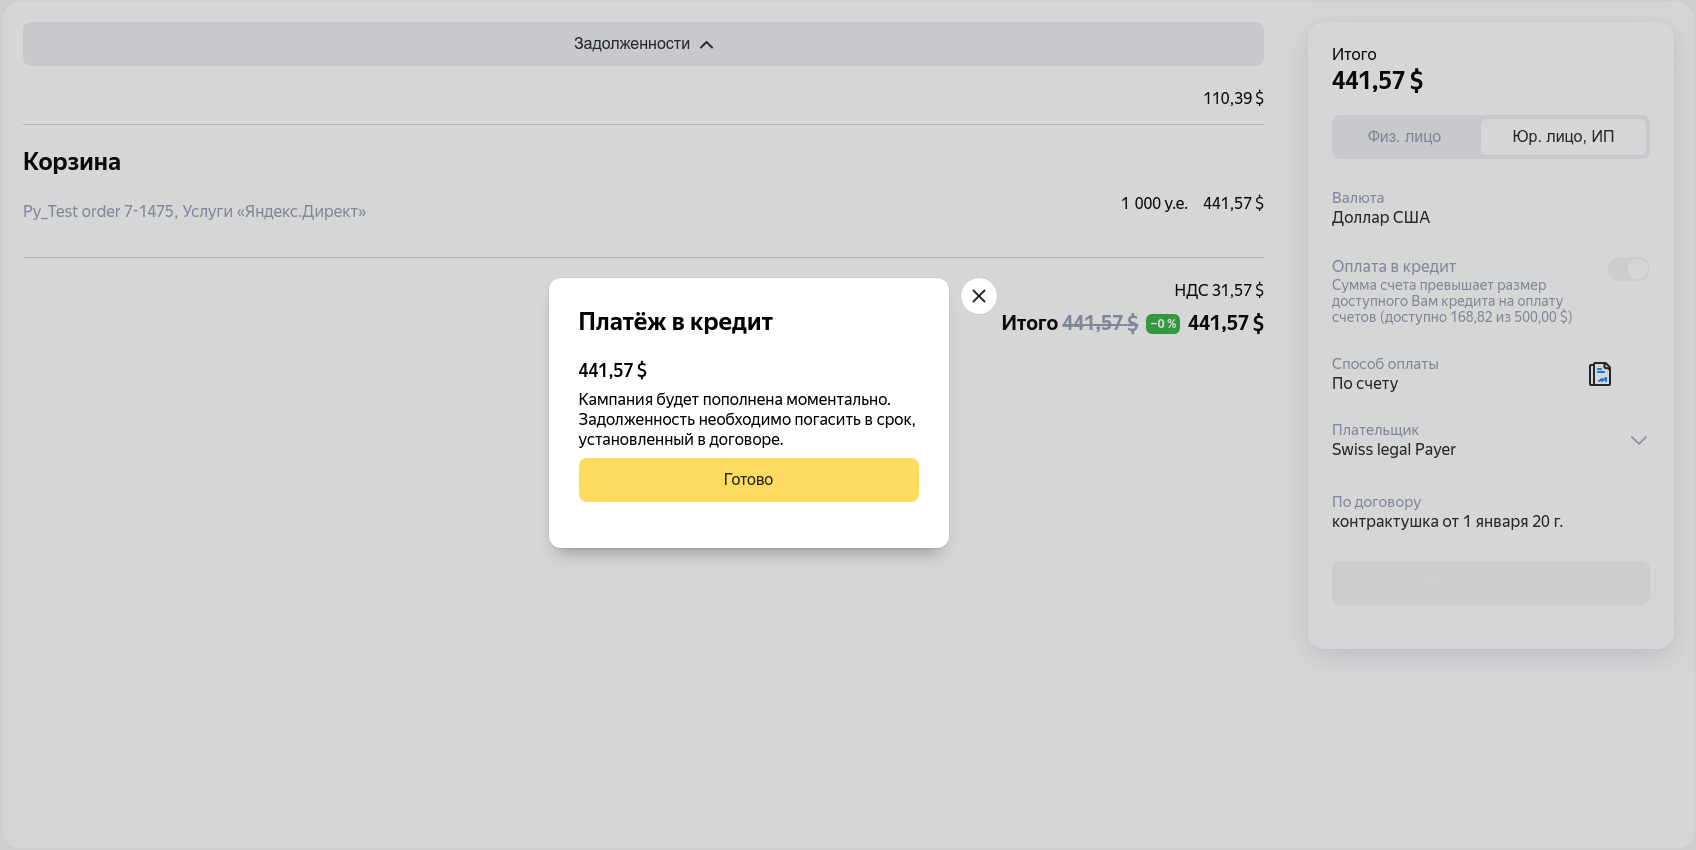 Задолженности
110,39 $
Корзина
Py_Test order 7-1475, Услуги «Яндекс.Директ»
1 000 у.е. 441,57 $
НДС 31,57 $
Итого 441,57 $ −0 % 441,57 $
Платёж в кредит
441,57 $
Кампания будет пополнена моментально.
Задолженность необходимо погасить в срок,
установленный в договоре.
Готово
Итого
441,57 $
Физ. лицо Юр. лицо, ИП
Валюта
Доллар США
Оплата в кредит
Сумма счета превышает размер
доступного Вам кредита на оплату
счетов (доступно 168,82 из 500,00 $)
Способ оплаты
По счету
Плательщик
Swiss legal Payer
По договору
контрактушка от 1 января 20 г.